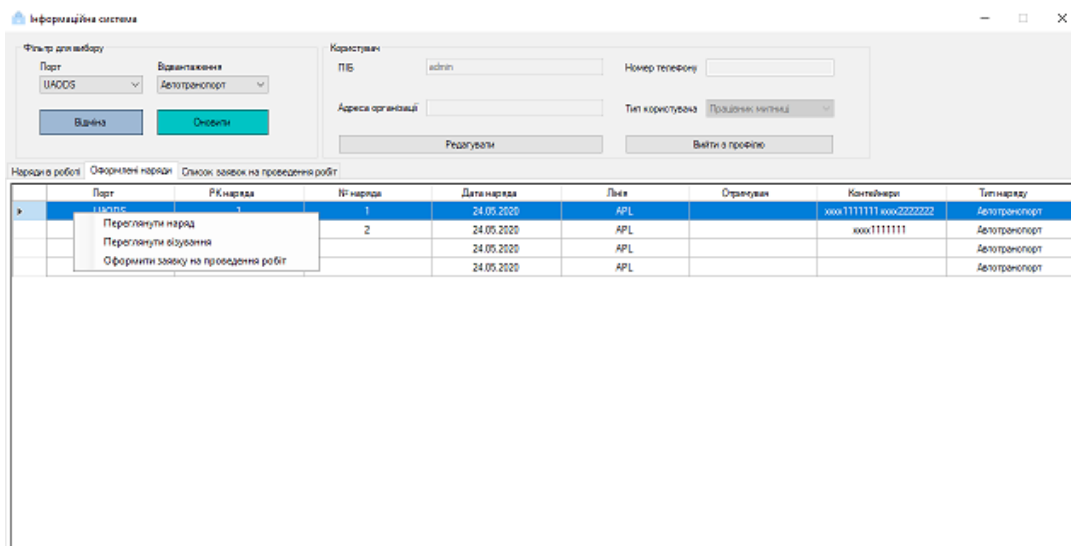 Інформаційна система
Фільтр для вибору
Порт Відвантаження
UAODS Автотранспорт
Відміна Оновити
Користувач
ПІБ admin Номер телефону
Адреса організації Тип користувача Працівник митниці
Редагувати Вийти з профілю
Наряди в роботі Оформлені наряди Список заявок на проведення робіт
Порт РК наряда № наряда Дата наряда Лінія Отримувач Контейнери Тип наряду
UAODS 1 1 24.05.2020 APL xxxx1111111 xxxx2222222 Автотранспорт
2 24.05.2020 APL xxxx1111111 Автотранспорт
24.05.2020 APL Автотранспорт
24.05.2020 APL Автотранспорт
Переглянути наряд
Переглянути візування
Оформити заявку на проведення робіт